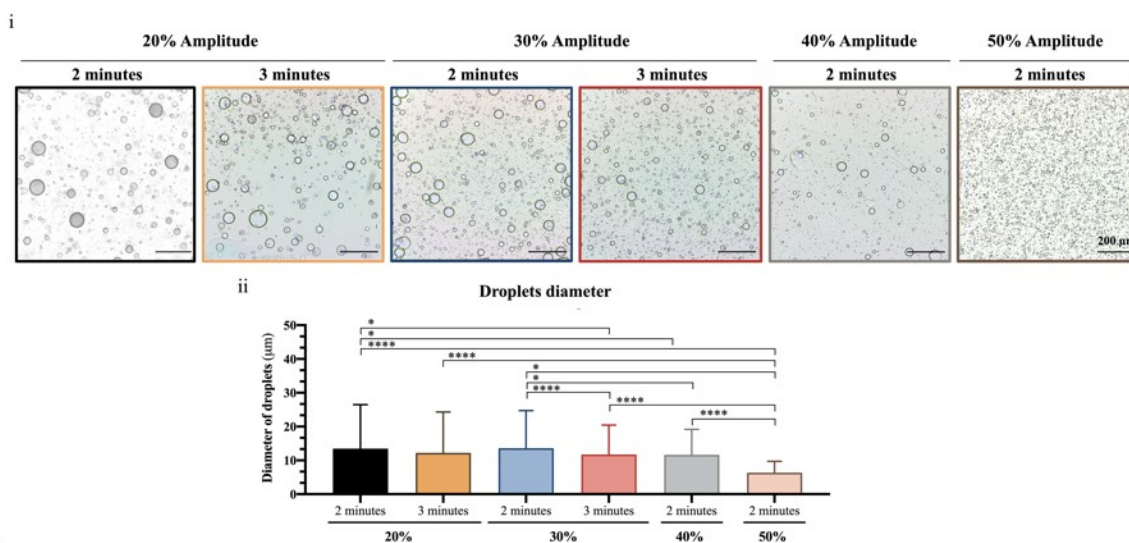 i
20% Amplitude 30% Amplitude 40% Amplitude 50% Amplitude
2 minutes 3 minutes 2 minutes 3 minutes 2 minutes 2 minutes
200 μm
ii
Droplets diameter
Diameter of droplets (μm)
50
40
30
20
10
0
*
*
****
****
*
*
****
****
****
2 minutes 3 minutes 2 minutes 3 minutes 2 minutes 2 minutes
20% 30% 40% 50%